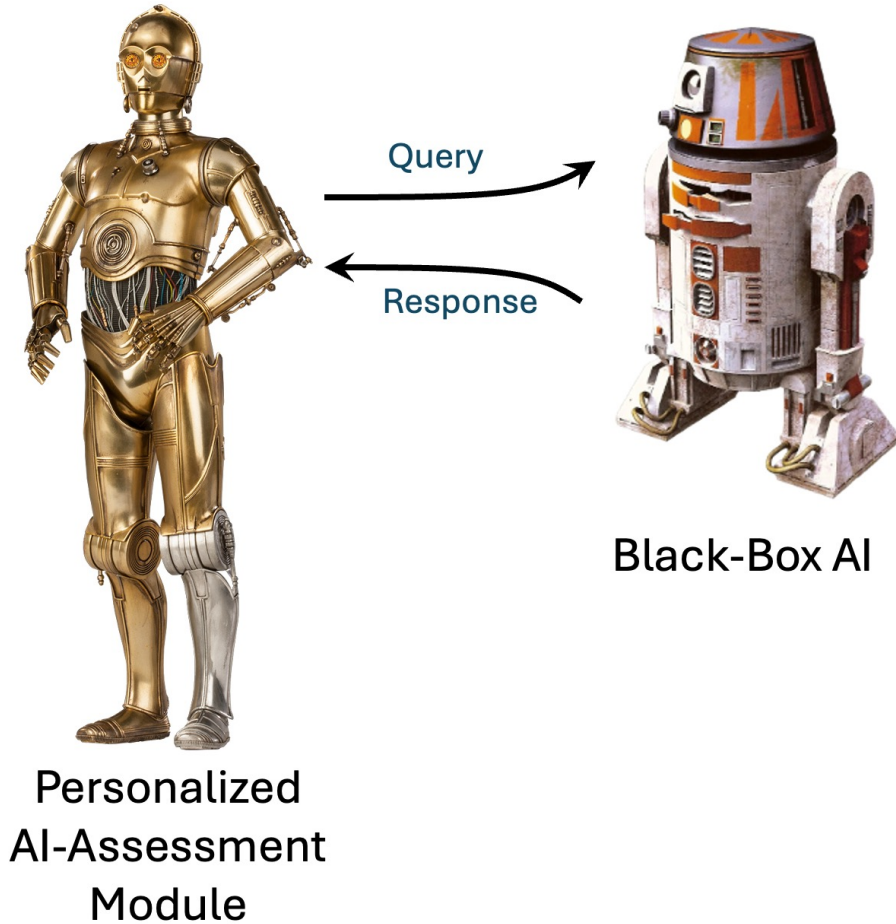 Query
Response
Black-Box AI
Personalized
AI-Assessment
Module